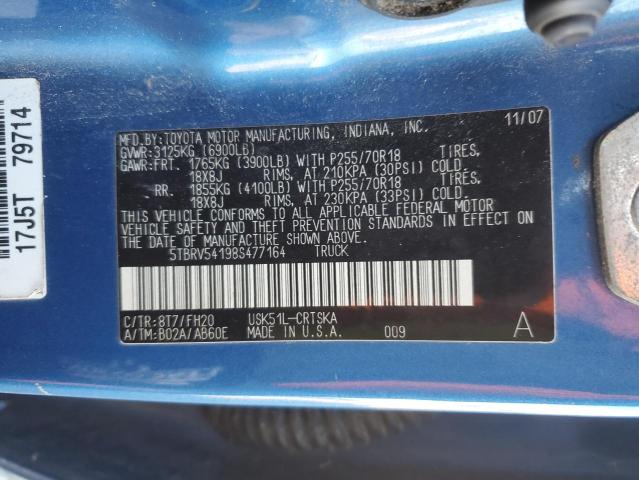 17J5T 79714
MFD.BY:TOYOTA MOTOR MANUFACTURING, INDIANA, INC. 11/07
GVWR:3125KG (6900LB)
GAWR:FRT. 1765KG (3900LB) WITH P255/70R18 TIRES,
18X8J RIMS, AT 210KPA (30PSI) COLD.
RR. 1855KG (4100LB) WITH P255/70R18 TIRES,
18X8J RIMS, AT 230KPA (33PSI) COLD.
THIS VEHICLE CONFORMS TO ALL APPLICABLE FEDERAL MOTOR
VEHICLE SAFETY AND THEFT PREVENTION STANDARDS IN EFFECT ON
THE DATE OF MANUFACTURE SHOWN ABOVE.
5TBRV54198S477164 TRUCK
C/TR:8T7/FH20 USK51L-CRTSKA
A/TM:B02A/AB60E MADE IN U.S.A. 009 A